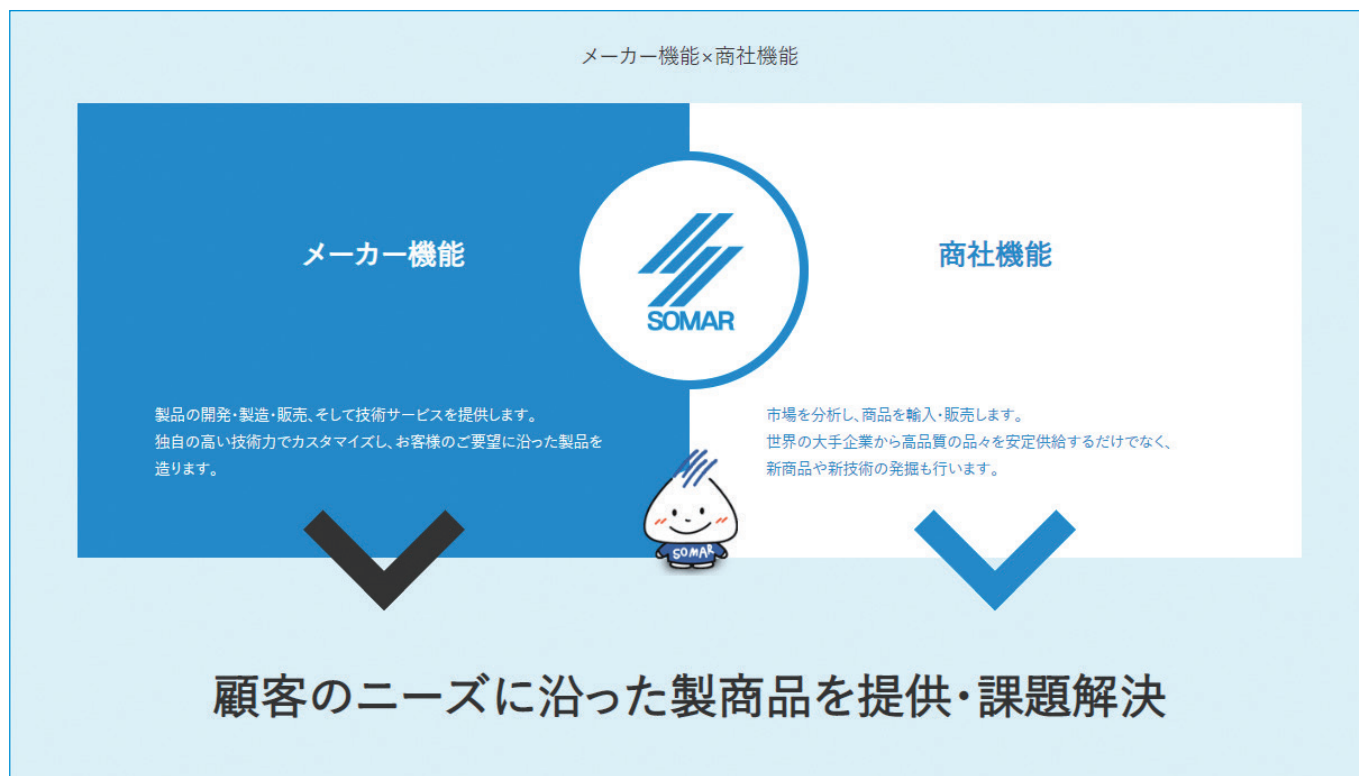 メーカー機能×商社機能
メーカー機能
SOMAR
商社機能
製品の開発・製造・販売、そして技術サービスを提供します。
独自の高い技術力でカスタマイズし、お客様のご要望に沿った製品を
造ります。
市場を分析し、商品を輸入・販売します。
世界の大手企業から高品質の品々を安定供給するだけでなく、
新商品や新技術の発掘も行います。
SOMAR
顧客のニーズに沿った製商品を提供・課題解決